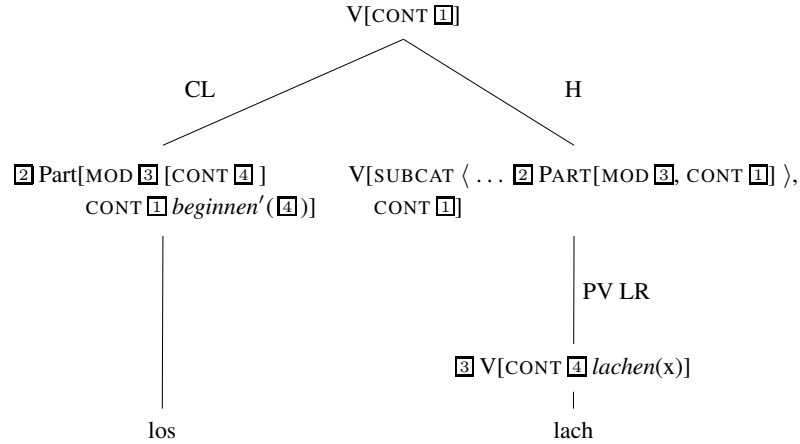 V[CONT 1]
CL H
2 Part[MOD 3 [CONT 4 ] V[SUBCAT ⟨ … 2 PART[MOD 3, CONT 1] ⟩,
CONT 1 beginnen′(4)] CONT 1]
PV LR
3 V[CONT 4 lachen(x)]
los lach